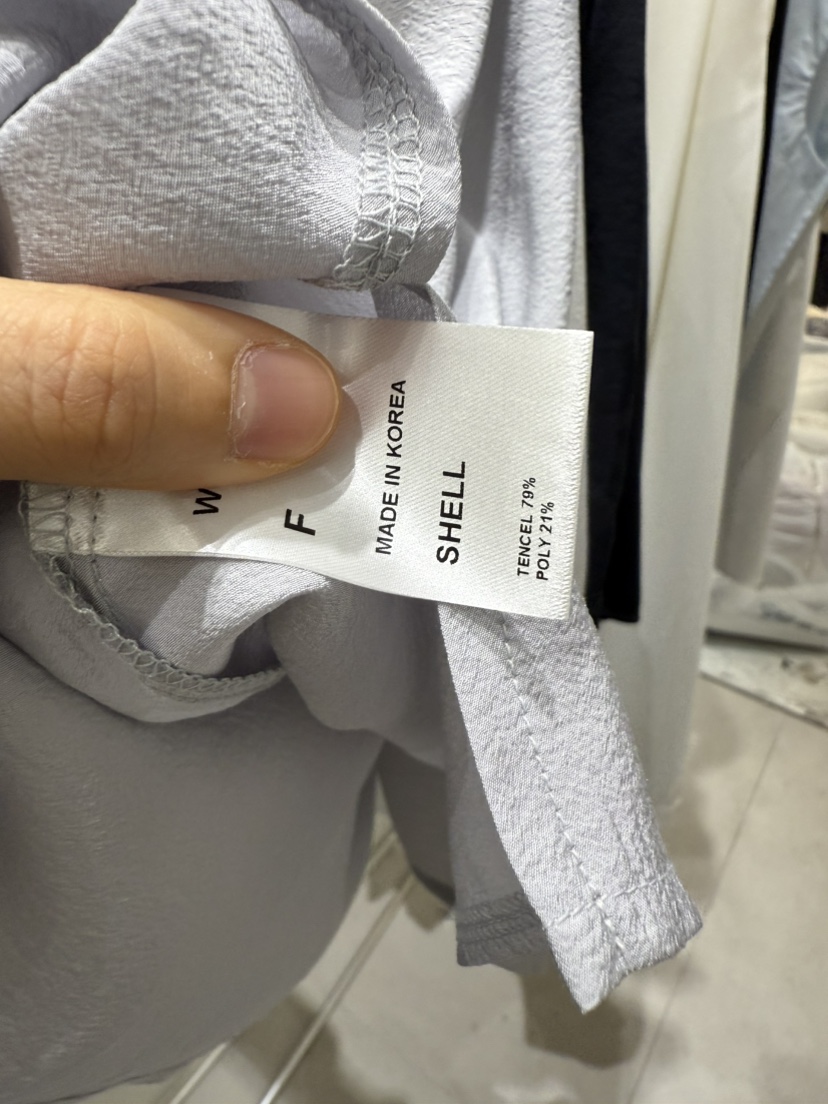 F
MADE IN KOREA
SHELL
TENCEL 79%
POLY 21%